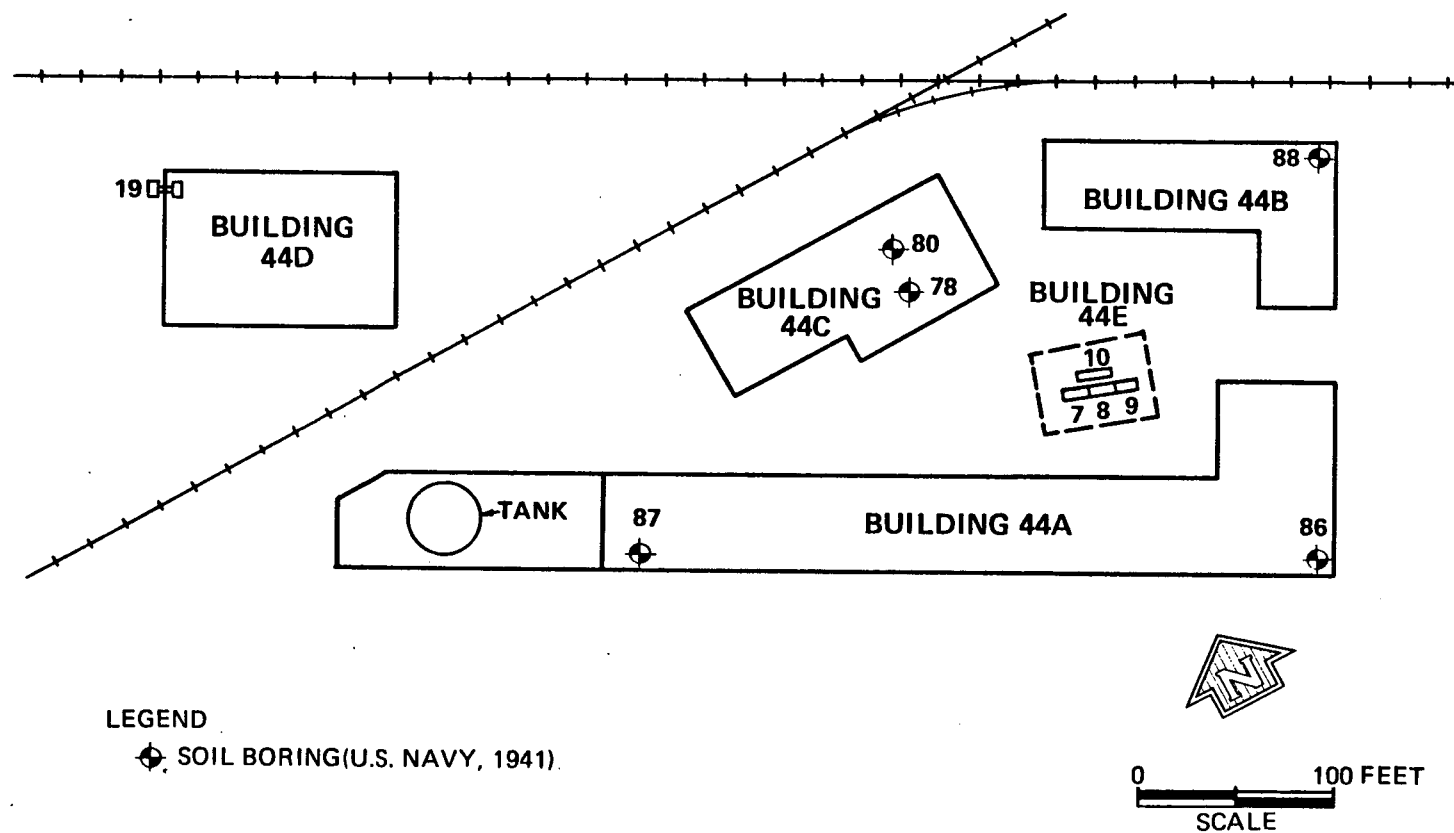 88
BUILDING 44B
19
BUILDING
44D
80
78
BUILDING
44C
BUILDING
44E
10
7 8 9
TANK
87
BUILDING 44A
86
N
LEGEND
SOIL BORING(U.S. NAVY, 1941)
0 100 FEET
SCALE